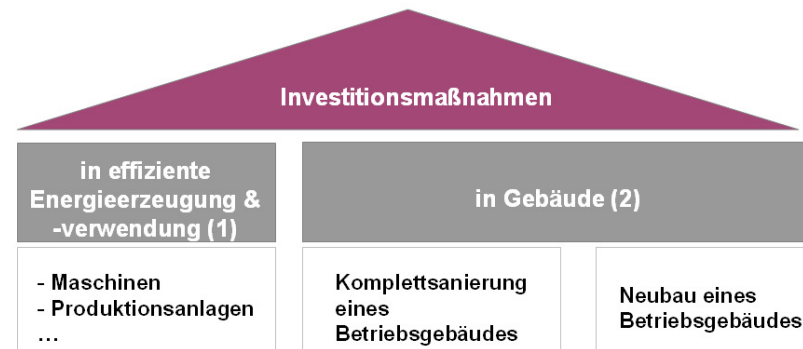 Investitionsmaßnahmen
in effiziente
Energieerzeugung &
-verwendung (1)
in Gebäude (2)
- Maschinen
- Produktionsanlagen
...
Komplettsanierung
eines
Betriebsgebäudes
Neubau eines
Betriebsgebäudes